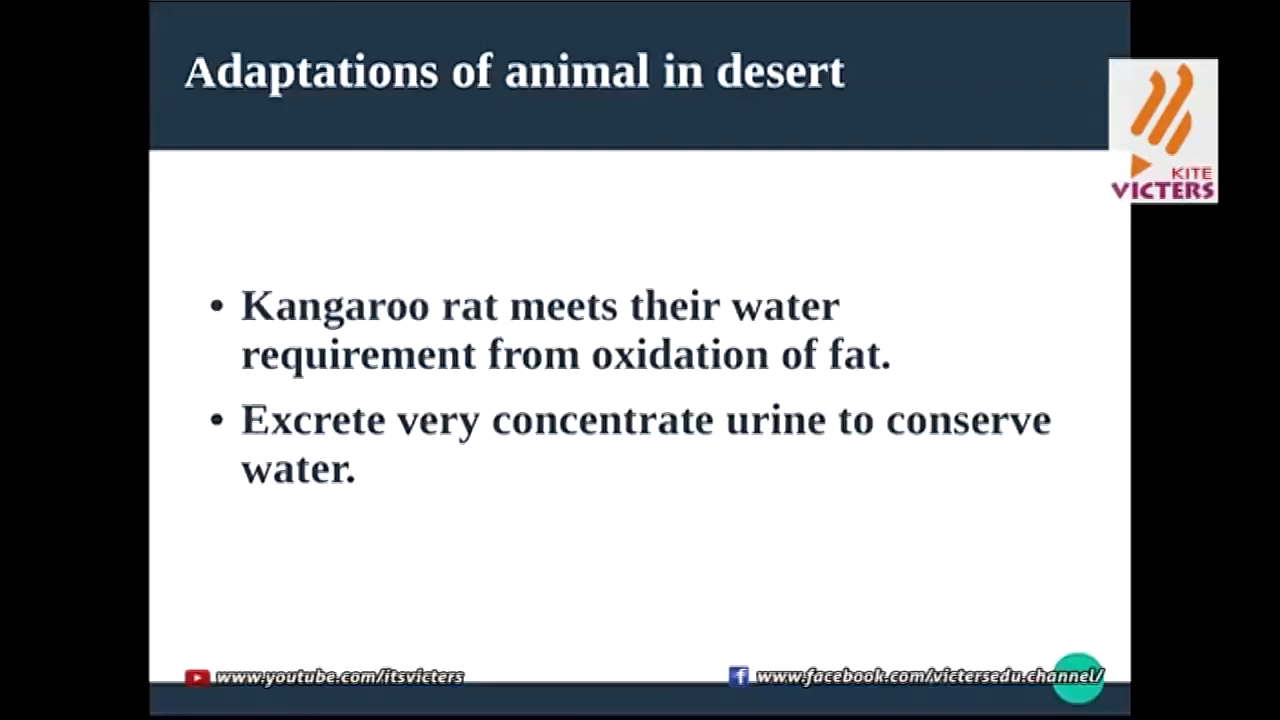 Adaptations of animal in desert
KITE
VICTERS
• Kangaroo rat meets their water
requirement from oxidation of fat.
• Excrete very concentrate urine to conserve
water.
www.youtube.com/itsvicters
www.facebook.com/victersedu.channel/